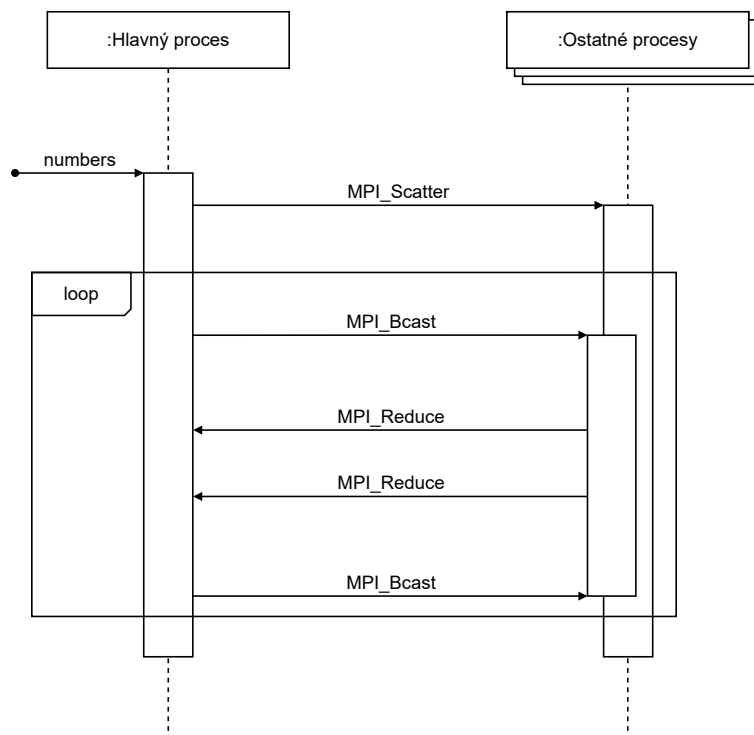 :Hlavný proces
:Ostatné procesy
numbers
MPI_Scatter
loop
MPI_Bcast
MPI_Reduce
MPI_Reduce
MPI_Bcast